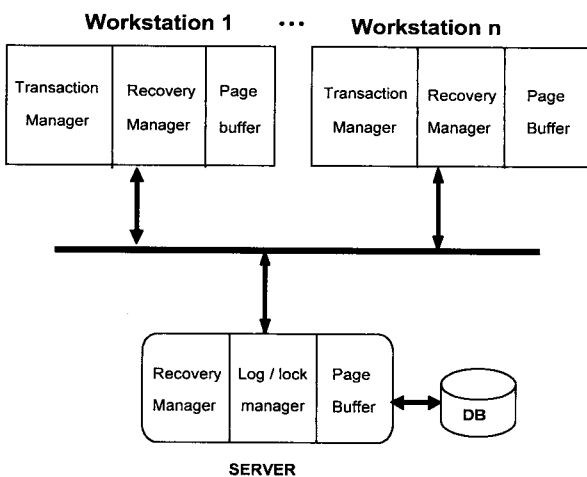 Workstation 1 ... Workstation n
Transaction Manager
Recovery Manager
Page buffer
Transaction Manager
Recovery Manager
Page Buffer
Recovery Manager
Log / lock manager
Page Buffer
DB
SERVER